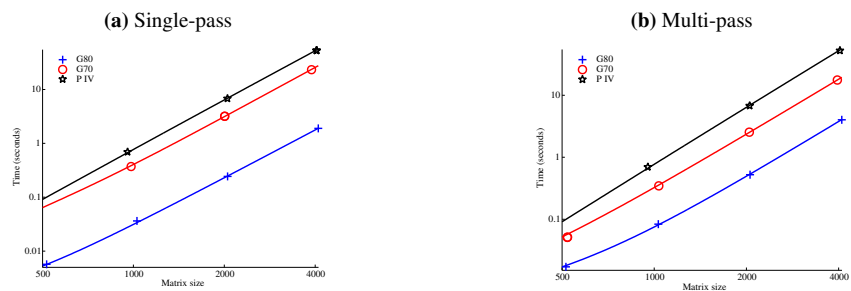 (a) Single-pass
G80
G70
P IV
10
1
0.1
0.01
Time (seconds)
500
1000
2000
4000
Matrix size
(b) Multi-pass
G80
G70
P IV
10
1
0.1
Time (seconds)
500
1000
2000
4000
Matrix size